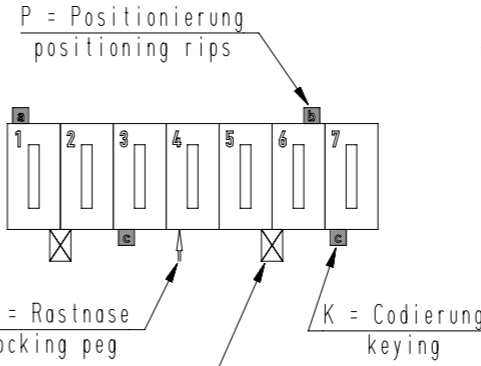 P = Positionierung
positioning rips
a
b
1 2 3 4 5 6 7
c
c
= Rastnase
ocking peg
K = Codierung
keying